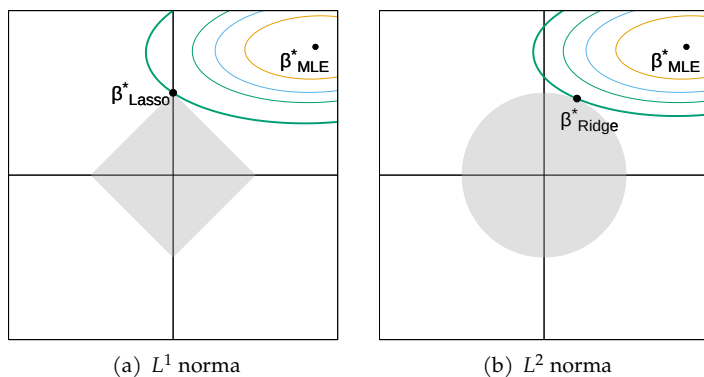 β*MLE
β*Lasso
β*MLE
β*Ridge
(a) L¹ norma
(b) L² norma